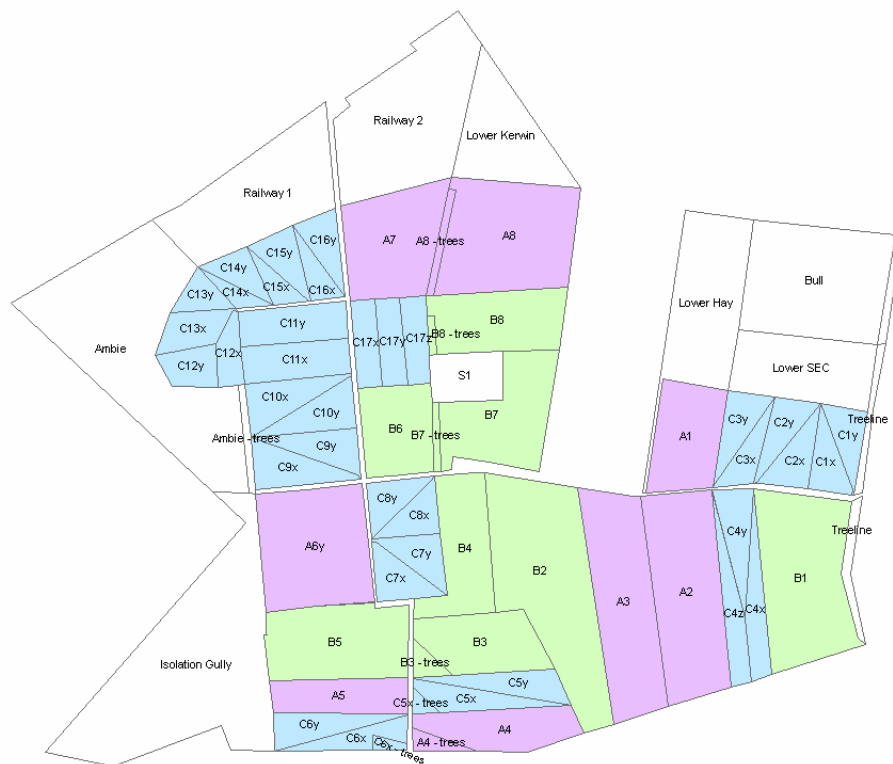 Railway 2
Lower Kerwin
Railway 1
A7
A8 - trees
A8
C16y
C15y
C14y
C13y
C14x
C15x
C16x
C13x
C12x
C12y
C11y
C11x
Ambie
C17x
C17y
C17z
B8 - trees
B8
S1
C10x
C10y
Ambie - trees
C9y
C9x
B6
B7 - trees
B7
Lower Hay
Bull
Lower SEC
Treeline
A1
C3y
C3x
C2y
C2x
C1y
C1x
Treeline
A6y
C8y
C8x
C7y
C7x
B4
B2
A3
A2
C4y
C4z
C4x
B1
Isolation Gully
B5
B3
B3 - trees
A5
C5x - trees
C5y
C5x
C6y
C6x
C6x - trees
A4 - trees
A4